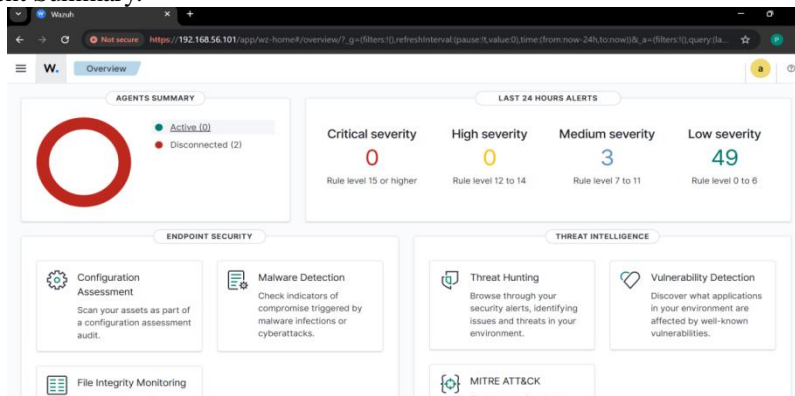 Wazuh
Not secure https://192.168.56.101/app/wz-home#/overview/?_g=(filters:!(),refreshInterval:(pause:!t,value:0),time:(from:now-24h,to:now))&_a=(filters:!(),query:(la...
P
W. Overview
a
AGENTS SUMMARY
Active (0)
Disconnected (2)
LAST 24 HOURS ALERTS
Critical severity
0
Rule level 15 or higher
High severity
0
Rule level 12 to 14
Medium severity
3
Rule level 7 to 11
Low severity
49
Rule level 0 to 6
ENDPOINT SECURITY
Configuration
Assessment
Scan your assets as part of
a configuration assessment
audit.
Malware Detection
Check indicators of
compromise triggered by
malware infections or
cyberattacks.
File Integrity Monitoring
THREAT INTELLIGENCE
Threat Hunting
Browse through your
security alerts, identifying
issues and threats in your
environment.
Vulnerability Detection
Discover what applications
in your environment are
affected by well-known
vulnerabilities.
MITRE ATT&CK